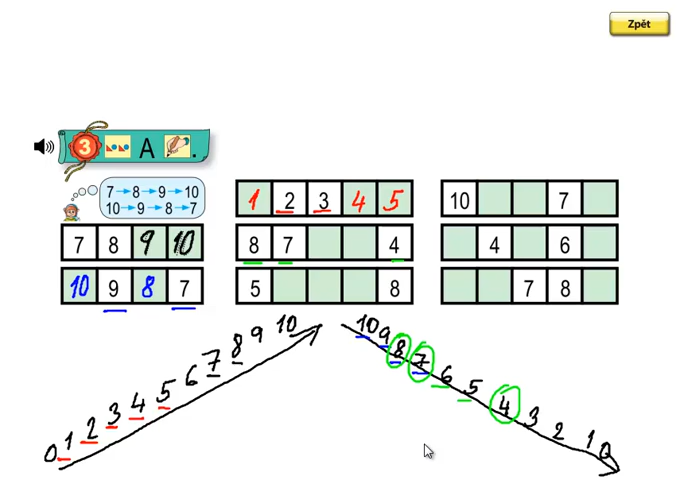 Zpět
3 A .
7 → 8 → 9 → 10
10 → 9 → 8 → 7
7 8 9 10
10 9 8 7
1 2 3 4 5
8 7 4
5 8
10 7
4 6
7 8
0 1 2 3 4 5 6 7 8 9 10
10 9 8 7 6 5 4 3 2 1 0